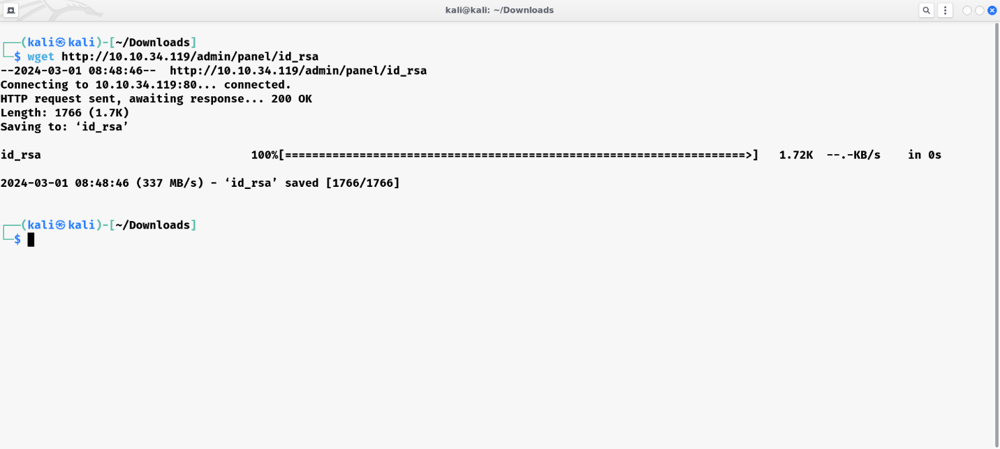 kali@kali: ~/Downloads
┌──(kali㉿kali)-[~/Downloads]
└─$ wget http://10.10.34.119/admin/panel/id_rsa
--2024-03-01 08:48:46--  http://10.10.34.119/admin/panel/id_rsa
Connecting to 10.10.34.119:80... connected.
HTTP request sent, awaiting response... 200 OK
Length: 1766 (1.7K)
Saving to: ‘id_rsa’
id_rsa                               100%[====================================================================>]   1.72K  --.-KB/s    in 0s
2024-03-01 08:48:46 (337 MB/s) - ‘id_rsa’ saved [1766/1766]
┌──(kali㉿kali)-[~/Downloads]
└─$